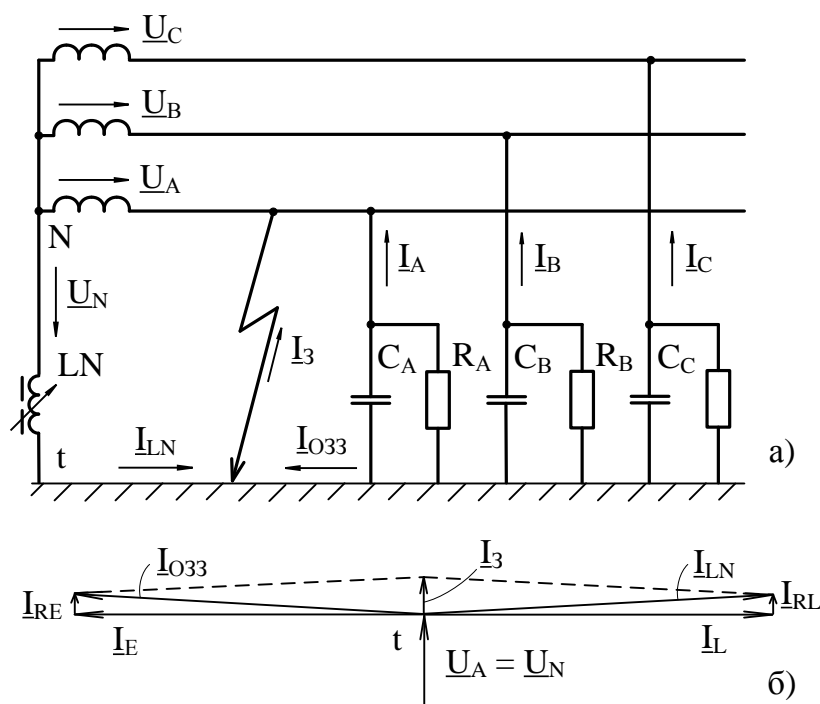 U_C
U_B
U_A
N
U_N
I_A
I_B
I_C
LN
I_З
C_A
R_A
C_B
R_B
C_C
t
I_LN
I_ОЗЗ
а)
I_ОЗЗ
I_З
I_LN
I_RE
I_RL
I_E
t
I_L
U_A = U_N
б)